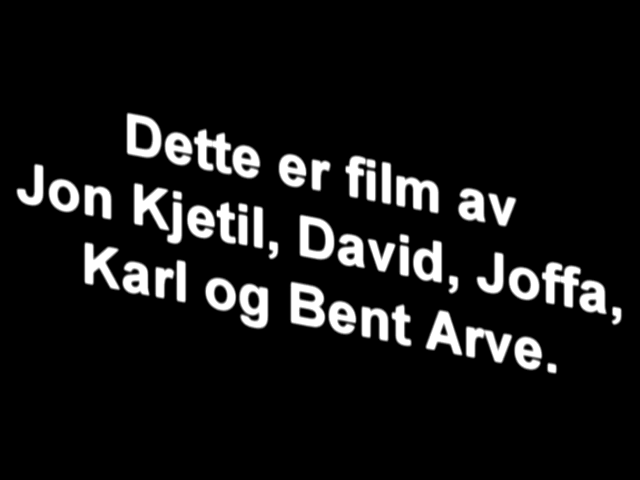 Dette er film av
Jon Kjetil, David, Joffa,
Karl og Bent Arve.